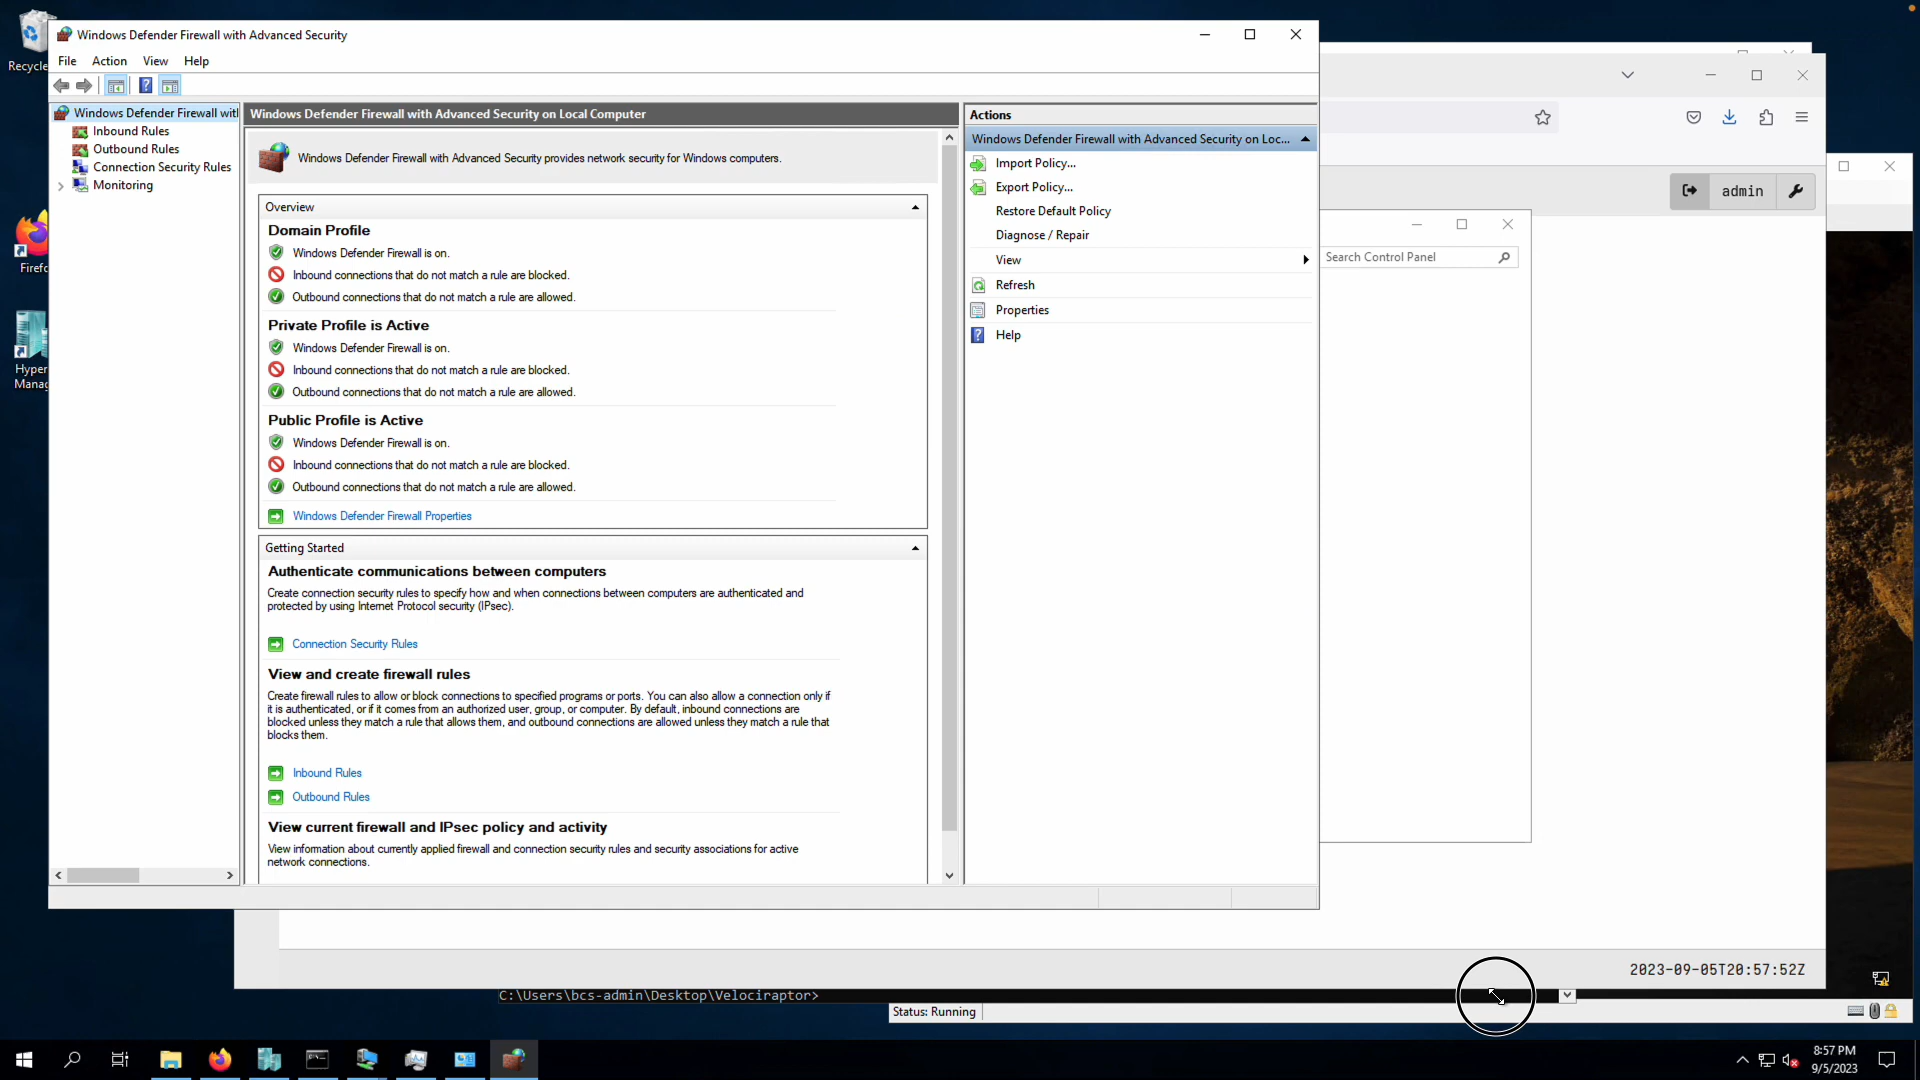 Recycle
Windows Defender Firewall with Advanced Security
File Action View Help
Windows Defender Firewall wit
Inbound Rules
Outbound Rules
Connection Security Rules
Monitoring
Windows Defender Firewall with Advanced Security on Local Computer
Windows Defender Firewall with Advanced Security provides network security for Windows computers.
Overview
Domain Profile
Windows Defender Firewall is on.
Inbound connections that do not match a rule are blocked.
Outbound connections that do not match a rule are allowed.
Private Profile is Active
Windows Defender Firewall is on.
Inbound connections that do not match a rule are blocked.
Outbound connections that do not match a rule are allowed.
Public Profile is Active
Windows Defender Firewall is on.
Inbound connections that do not match a rule are blocked.
Outbound connections that do not match a rule are allowed.
Windows Defender Firewall Properties
Getting Started
Authenticate communications between computers
Create connection security rules to specify how and when connections between computers are authenticated and
protected by using Internet Protocol security (IPsec).
Connection Security Rules
View and create firewall rules
Create firewall rules to allow or block connections to specified programs or ports. You can also allow a connection only if
it is authenticated, or if it comes from an authorized user, group, or computer. By default, inbound connections are
blocked unless they match a rule that allows them, and outbound connections are allowed unless they match a rule that
blocks them.
Inbound Rules
Outbound Rules
View current firewall and IPsec policy and activity
View information about currently applied firewall and connection security rules and security associations for active
network connections.
Actions
Windows Defender Firewall with Advanced Security on Loc...
Import Policy...
Export Policy...
Restore Default Policy
Diagnose / Repair
View
Refresh
Properties
Help
admin
Search Control Panel
Firefo
Hyper
Manag
2023-09-05T20:57:52Z
C:\Users\bcs-admin\Desktop\Velociraptor>
Status: Running
8:57 PM
9/5/2023